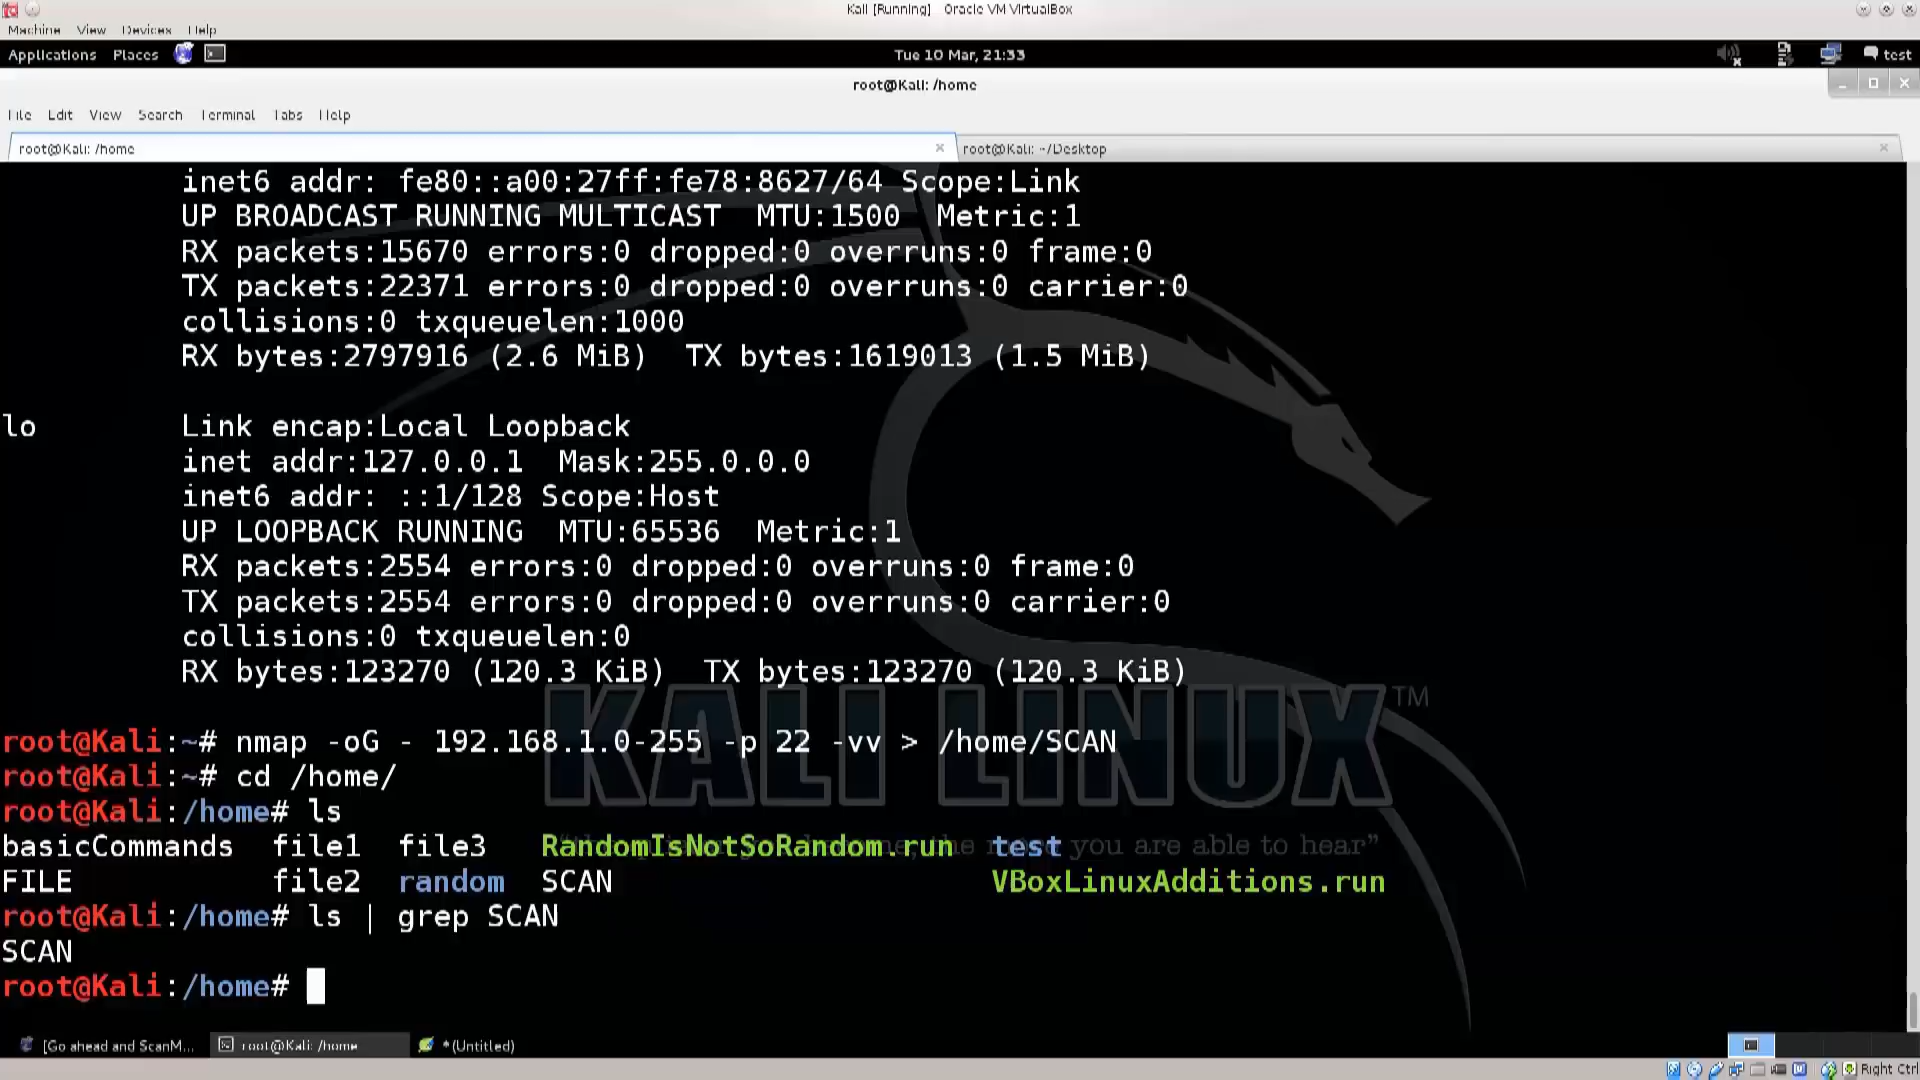 Kali [Running] Oracle VM VirtualBox
Machine View Devices Help
Applications Places Tue 10 Mar, 21:33 test
root@Kali: /home
File Edit View Search Terminal Tabs Help
root@Kali: /home root@Kali: ~/Desktop
inet6 addr: fe80::a00:27ff:fe78:8627/64 Scope:Link
UP BROADCAST RUNNING MULTICAST MTU:1500 Metric:1
RX packets:15670 errors:0 dropped:0 overruns:0 frame:0
TX packets:22371 errors:0 dropped:0 overruns:0 carrier:0
collisions:0 txqueuelen:1000
RX bytes:2797916 (2.6 MiB) TX bytes:1619013 (1.5 MiB)
lo Link encap:Local Loopback
inet addr:127.0.0.1 Mask:255.0.0.0
inet6 addr: ::1/128 Scope:Host
UP LOOPBACK RUNNING MTU:65536 Metric:1
RX packets:2554 errors:0 dropped:0 overruns:0 frame:0
TX packets:2554 errors:0 dropped:0 overruns:0 carrier:0
collisions:0 txqueuelen:0
RX bytes:123270 (120.3 KiB) TX bytes:123270 (120.3 KiB)
KALI LINUX™
root@Kali:~# nmap -oG - 192.168.1.0-255 -p 22 -vv > /home/SCAN
root@Kali:~# cd /home/
root@Kali:/home# ls
basicCommands file1 file3 RandomIsNotSoRandom.run test
you are able to hear”
FILE file2 random SCAN VBoxLinuxAdditions.run
root@Kali:/home# ls | grep SCAN
SCAN
root@Kali:/home#
[Go ahead and ScanM... root@Kali: /home *(Untitled)
Right Ctrl